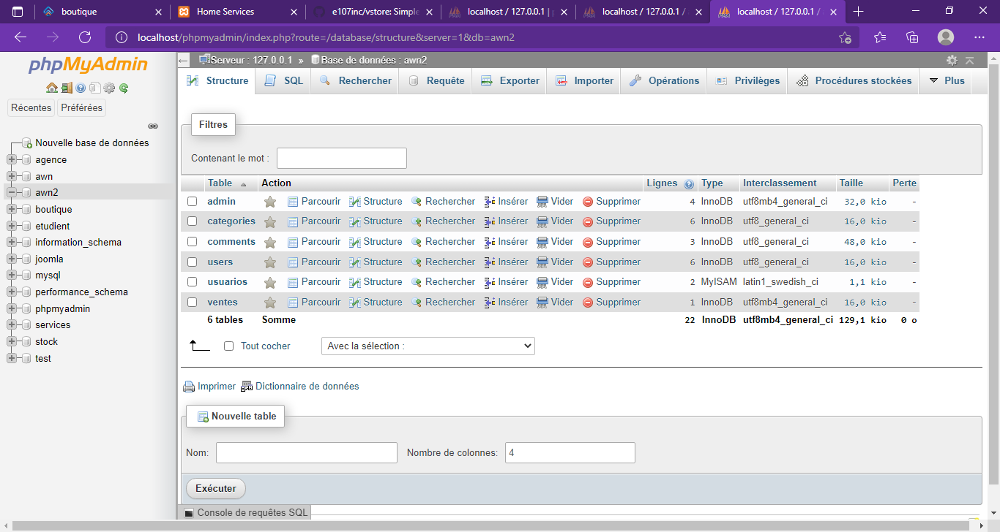 boutique
Home Services
e107inc/vstore: Simple
localhost / 127.0.0.1 | p
localhost / 127.0.0.1 / a
localhost / 127.0.0.1 / a
localhost/phpmyadmin/index.php?route=/database/structure&server=1&db=awn2
phpMyAdmin
Récentes Préférées
Nouvelle base de données
agence
awn
awn2
boutique
etudient
information_schema
joomla
mysql
performance_schema
phpmyadmin
services
stock
test
Serveur : 127.0.0.1 » Base de données : awn2
Structure SQL Rechercher Requête Exporter Importer Opérations Privilèges Procédures stockées Plus
Filtres
Contenant le mot :
Table Action Lignes Type Interclassement Taille Perte
admin Parcourir Structure Rechercher Insérer Vider Supprimer 4 InnoDB utf8mb4_general_ci 32,0 kio -
categories Parcourir Structure Rechercher Insérer Vider Supprimer 6 InnoDB utf8_general_ci 16,0 kio -
comments Parcourir Structure Rechercher Insérer Vider Supprimer 3 InnoDB utf8_general_ci 48,0 kio -
users Parcourir Structure Rechercher Insérer Vider Supprimer 6 InnoDB utf8_general_ci 16,0 kio -
usuarios Parcourir Structure Rechercher Insérer Vider Supprimer 2 MyISAM latin1_swedish_ci 1,1 kio -
ventes Parcourir Structure Rechercher Insérer Vider Supprimer 1 InnoDB utf8mb4_general_ci 16,0 kio -
6 tables Somme 22 InnoDB utf8mb4_general_ci 129,1 kio 0 o
Tout cocher Avec la sélection :
Imprimer Dictionnaire de données
Nouvelle table
Nom: Nombre de colonnes: 4
Exécuter
Console de requêtes SQL